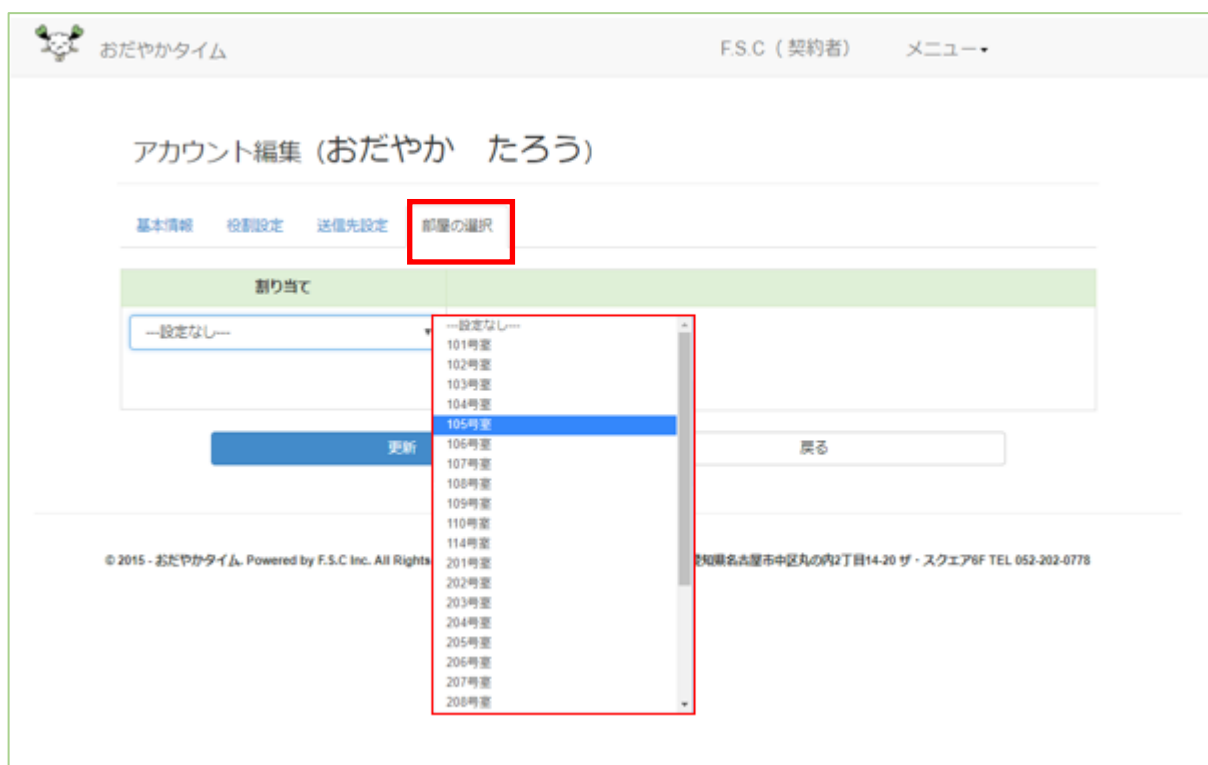 おだやかタイム
F.S.C ( 契約者)
メニュー
アカウント編集 (おだやか　たろう)
基本情報
役割設定
送信先設定
部屋の選択
割り当て
---設定なし---
---設定なし---
101号室
102号室
103号室
104号室
105号室
106号室
107号室
108号室
109号室
110号室
114号室
201号室
202号室
203号室
204号室
205号室
206号室
207号室
208号室
更新
戻る
© 2015 - おだやかタイム. Powered by F.S.C Inc. All Rights
愛知県名古屋市中区丸の内2丁目14-20 ザ・スクエア6F TEL 052-202-0778